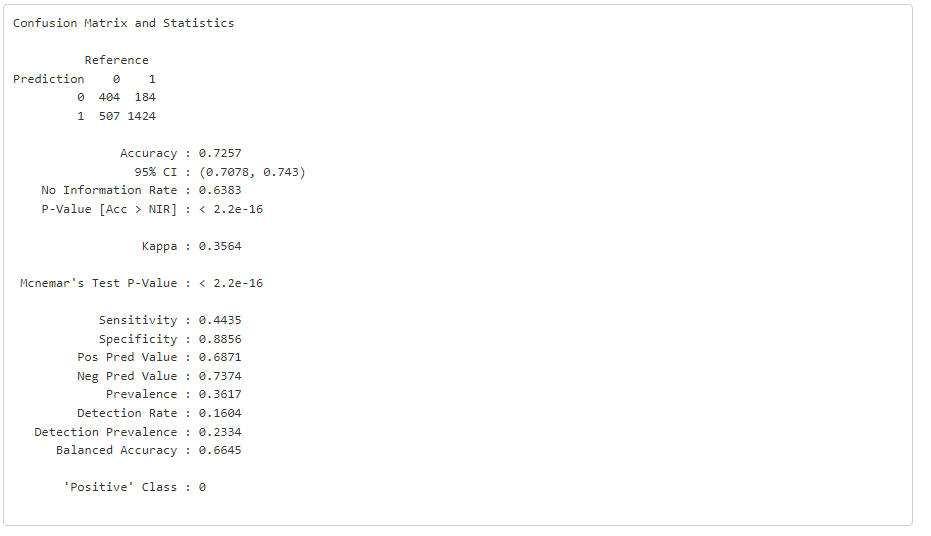 Confusion Matrix and Statistics
Reference
Prediction 0 1
0 404 184
1 507 1424
Accuracy : 0.7257
95% CI : (0.7078, 0.743)
No Information Rate : 0.6383
P-Value [Acc > NIR] : < 2.2e-16
Kappa : 0.3564
Mcnemar's Test P-Value : < 2.2e-16
Sensitivity : 0.4435
Specificity : 0.8856
Pos Pred Value : 0.6871
Neg Pred Value : 0.7374
Prevalence : 0.3617
Detection Rate : 0.1604
Detection Prevalence : 0.2334
Balanced Accuracy : 0.6645
'Positive' Class : 0